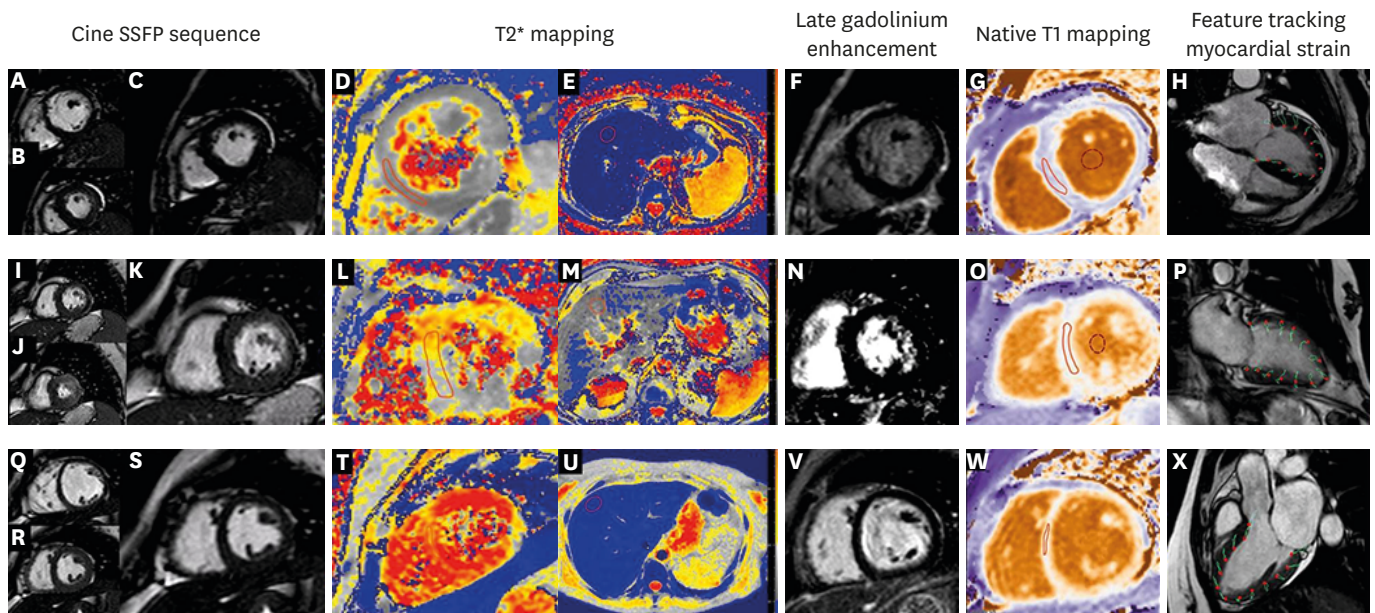 Cine SSFP sequence
T2* mapping
Late gadolinium
enhancement
Native T1 mapping
Feature tracking
myocardial strain
A
B
C
D
E
F
G
H
I
J
K
L
M
N
O
P
Q
R
S
T
U
V
W
X